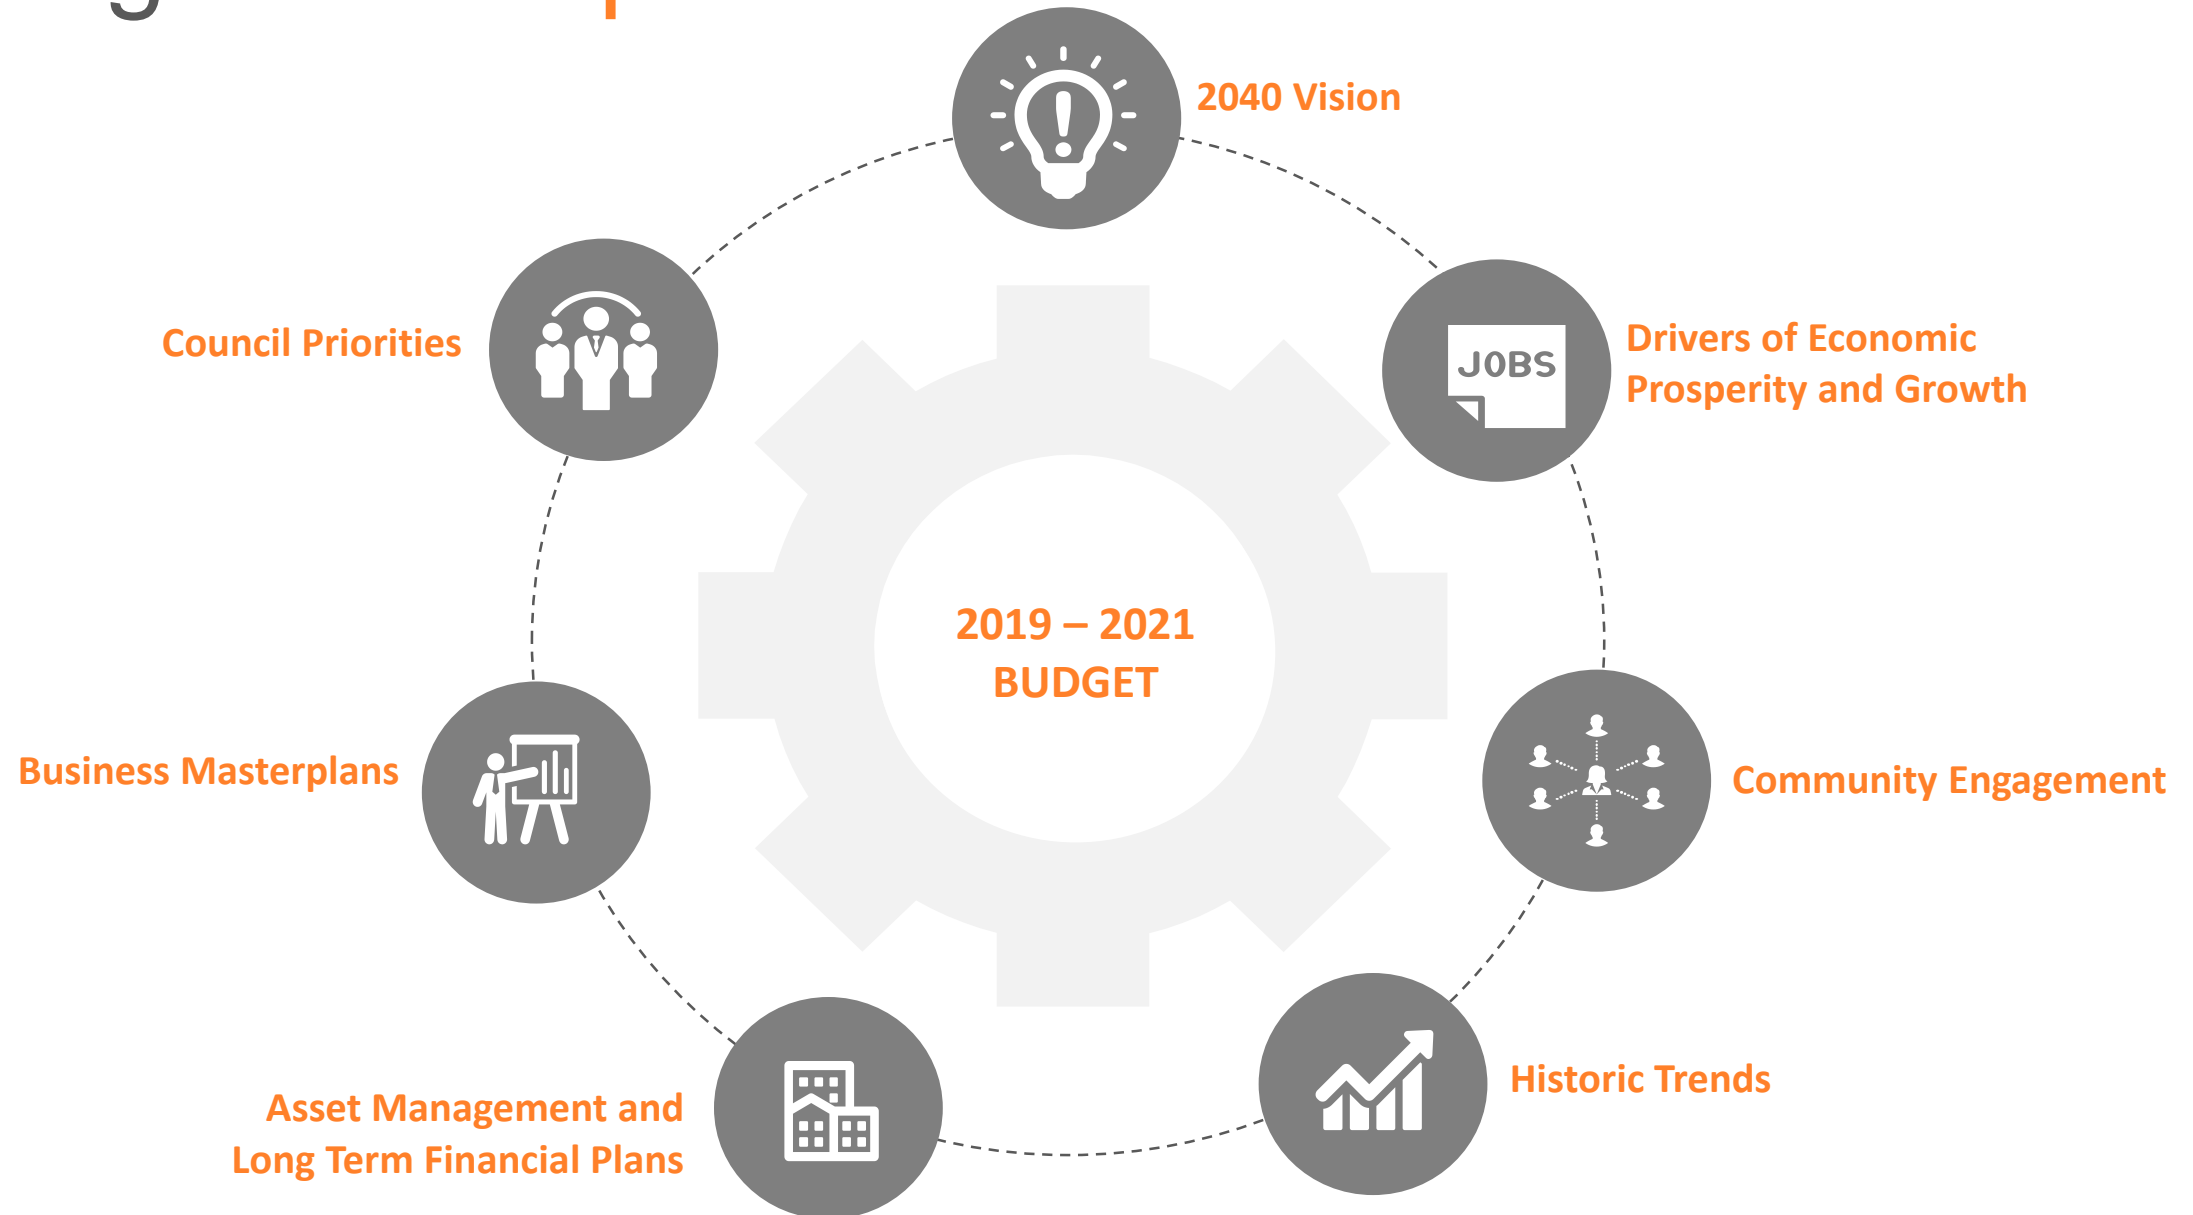 2040 Vision
Drivers of Economic
Prosperity and Growth
JOBS
Community Engagement
Historic Trends
Asset Management and
Long Term Financial Plans
Business Masterplans
Council Priorities
2019 – 2021
BUDGET